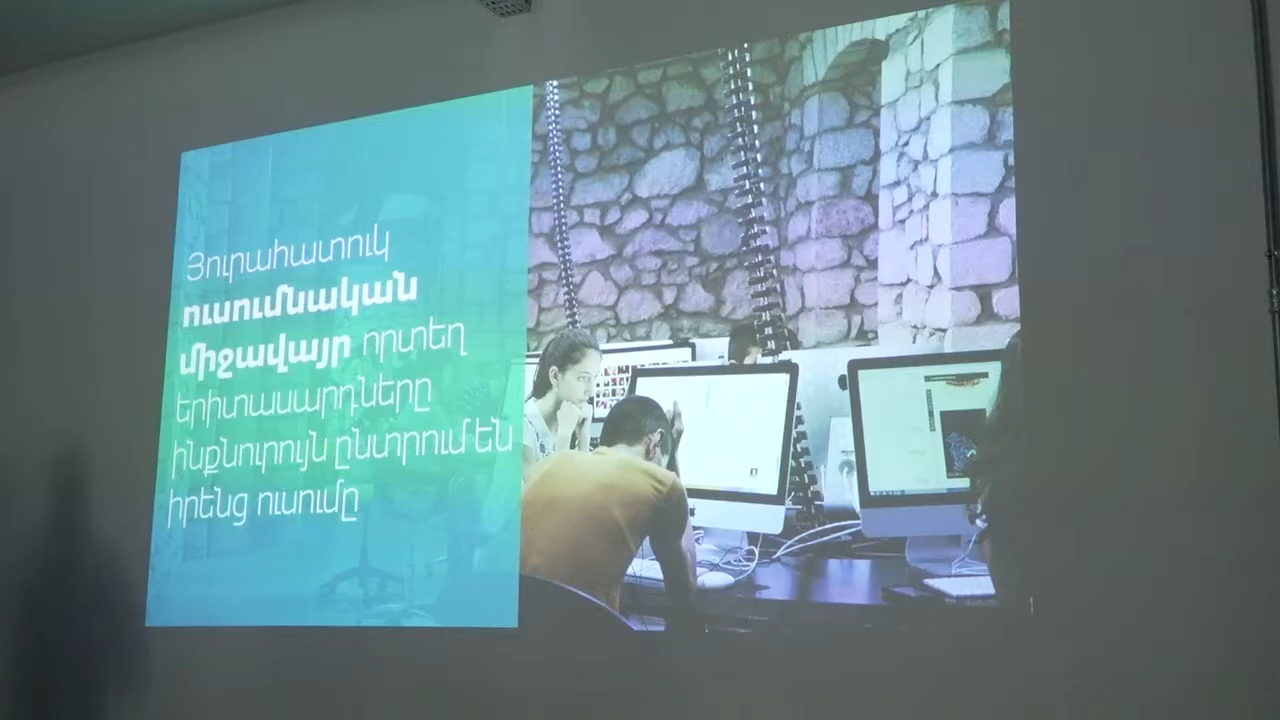 Յուրահատուկ
ուսումնական
միջավայր որտեղ
երիտասարդները
ինքնուրույն ընտրում են
իրենց ուսումը